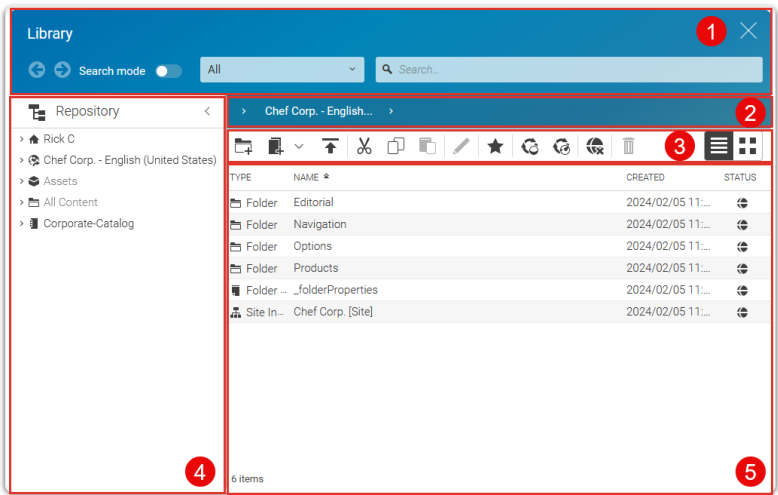 Library
1
Search mode
All
Search...
Repository
Chef Corp. - English...
2
3
Rick C
Chef Corp. - English (United States)
Assets
All Content
Corporate-Catalog
TYPE NAME CREATED STATUS
Folder Editorial 2024/02/05 11:...
Folder Navigation 2024/02/05 11:...
Folder Options 2024/02/05 11:...
Folder Products 2024/02/05 11:...
Folder ... _folderProperties 2024/02/05 11:...
Site In... Chef Corp. [Site] 2024/02/05 11:...
4
6 items
5